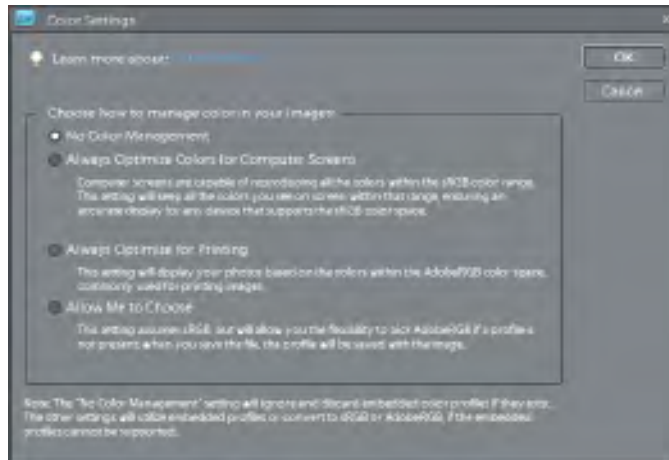 Color Settings
Learn more about:
OK
Cancel
Choose how to manage color in your images:
No Color Management
Always Optimize Colors for Computer Screens
Computer screens are capable of reproducing all the colors within the sRGB color range.
This setting will keep all the colors you see on screen within that range, ensuring an
accurate display for any device that supports the sRGB color space.
Always Optimize for Printing
This setting will display your photos based on the colors within the AdobeRGB color space,
commonly used for printing images.
Allow Me to Choose
This setting assumes sRGB, but will allow you the flexibility to pick AdobeRGB if a profile is
not present. When you save the file, the profile will be saved with the image.
Note: The "No Color Management" setting will ignore and discard embedded color profiles if they exist.
The other settings will utilize embedded profiles or convert to sRGB or AdobeRGB, if the embedded
profiles cannot be supported.